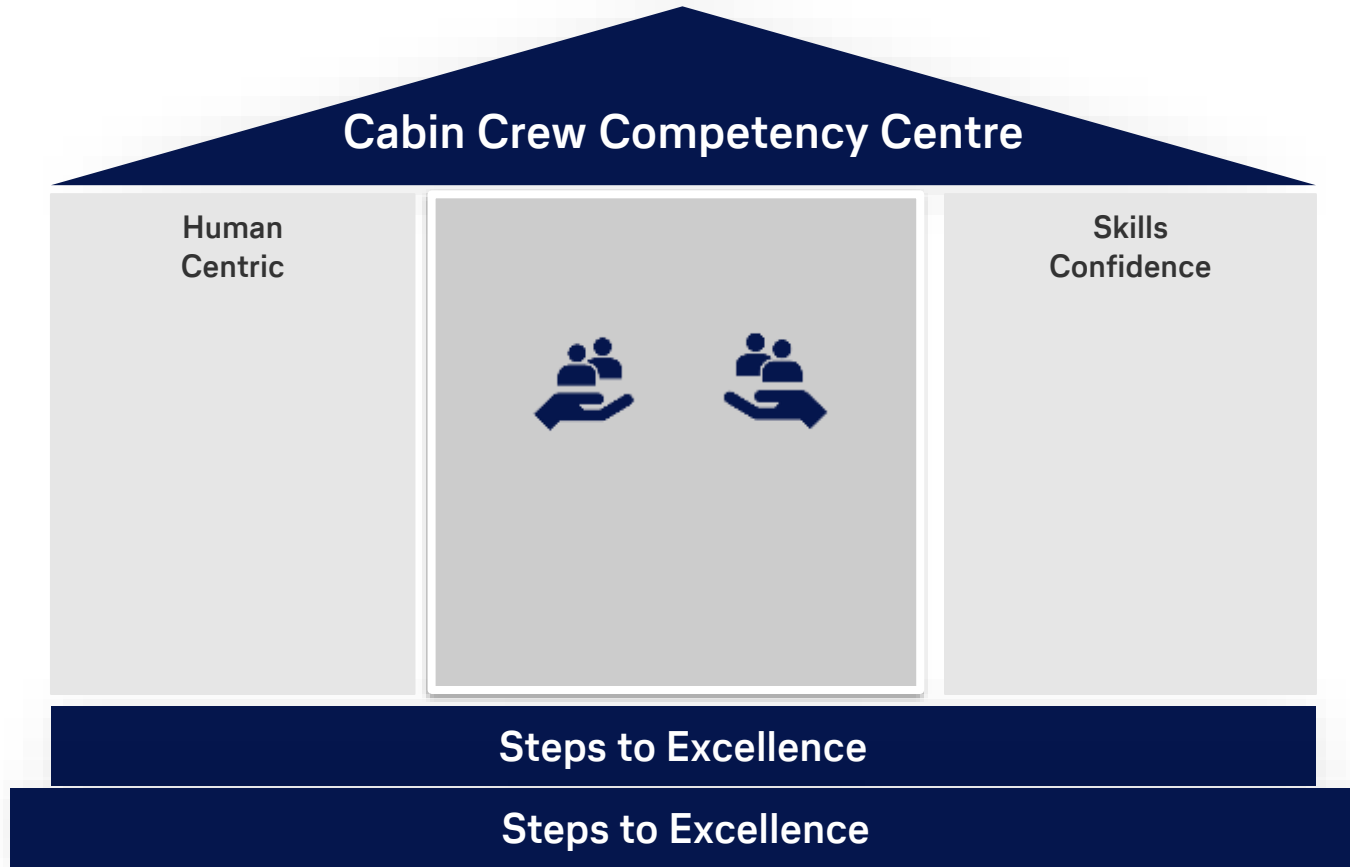 Cabin Crew Competency Centre
Human
Centric
Skills
Confidence
Steps to Excellence
Steps to Excellence